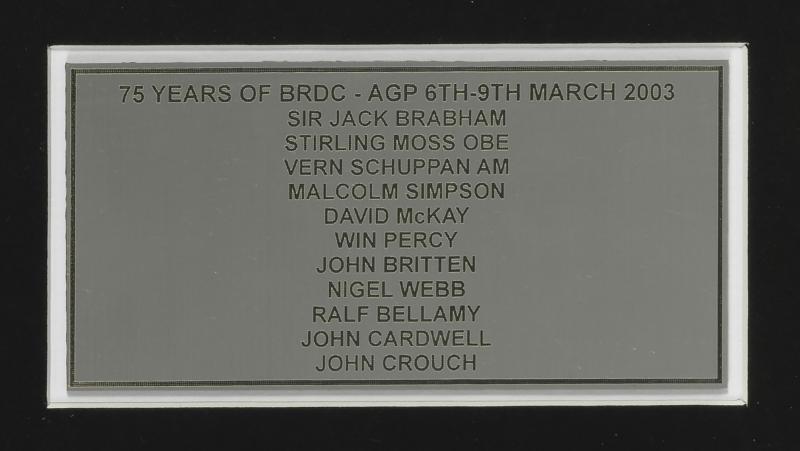 75 YEARS OF BRDC - AGP 6TH-9TH MARCH 2003
SIR JACK BRABHAM
STIRLING MOSS OBE
VERN SCHUPPAN AM
MALCOLM SIMPSON
DAVID McKAY
WIN PERCY
JOHN BRITTEN
NIGEL WEBB
RALF BELLAMY
JOHN CARDWELL
JOHN CROUCH